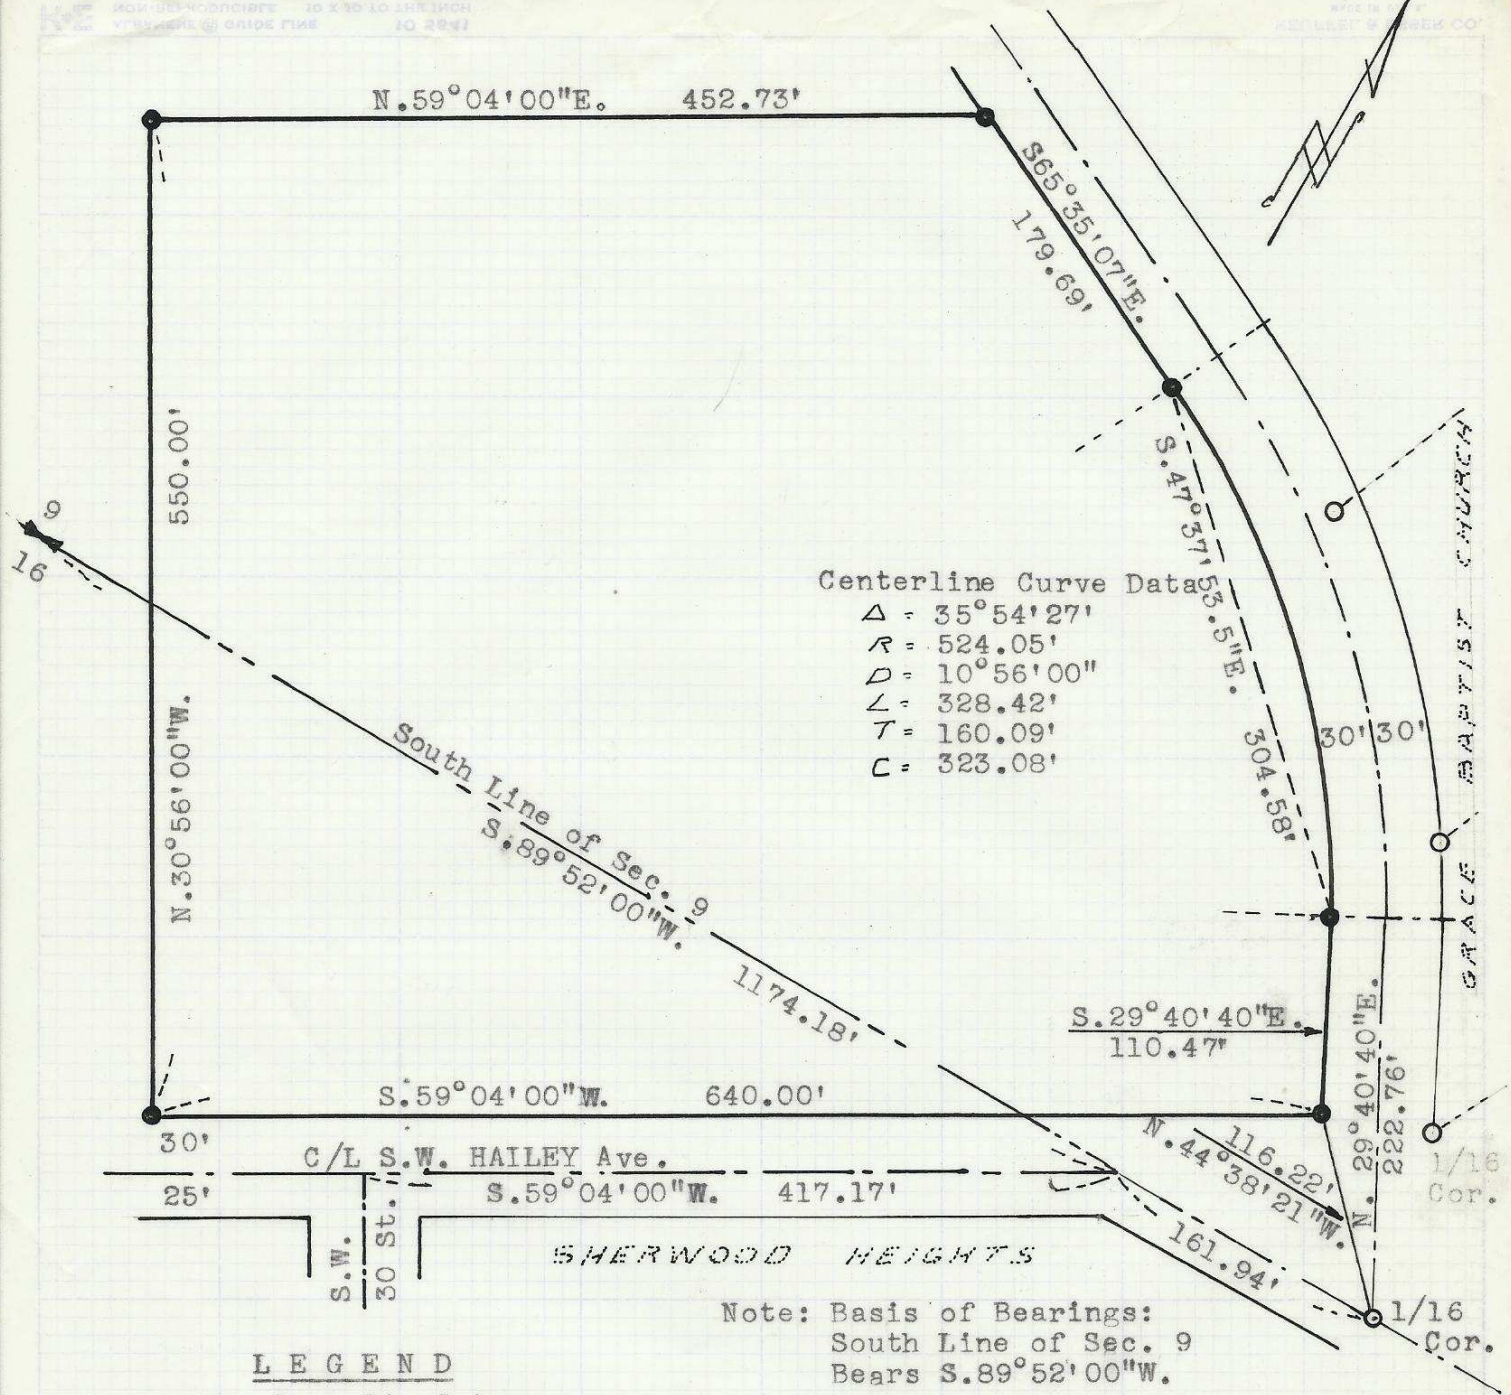 N.59°04'00"E. 452.73'
S65°35'07"E.
179.69'
550.00'
N.30°56'00"W.
9
16
S.47°37'53.5"E. 304.58'
Centerline Curve Data
Δ = 35°54'27'
R = 524.05'
D = 10°56'00"
L = 328.42'
T = 160.09'
C = 323.08'
30' 30'
GRACE BAPTIST CHURCH
South Line of Sec. 9
S.89°52'00"W.
1174.18'
S.29°40'40"E.
110.47'
N. 29°40'40"E.
222.76'
S.59°04'00"W. 640.00'
116.22'
N.44°38'21"W.
1/16
Cor.
30'
C/L S.W. HAILEY Ave.
25'
S.59°04'00"W. 417.17'
S.W.
30 St.
161.94'
SHERWOOD HEIGHTS
Note: Basis of Bearings:
South Line of Sec. 9
Bears S.89°52'00"W.
1/16
Cor.
LEGEND